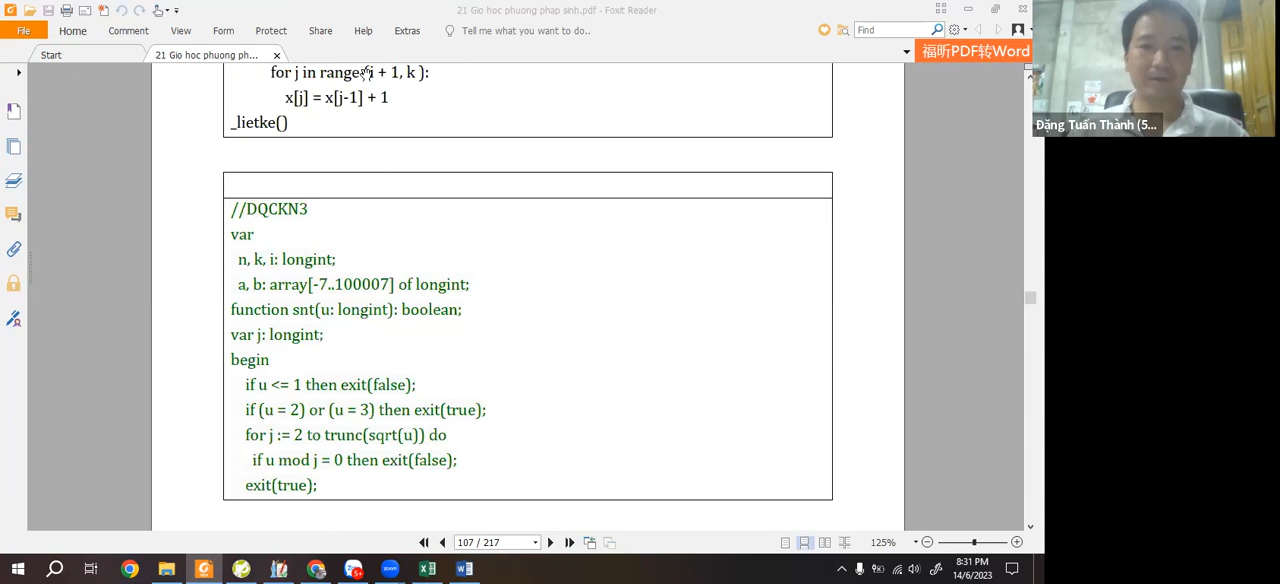 21 Gio hoc phuong phap sinh.pdf - Foxit Reader
File Home Comment View Form Protect Share Help Extras Tell me what you want to do.. Find
Start 21 Gio hoc phuong ph...
福昕PDF转Word
for j in range i + 1, k ):
x[j] = x[j-1] + 1
_lietke()
Đặng Tuấn Thành (5...
//DQCKN3
var
n, k, i: longint;
a, b: array[-7..100007] of longint;
function snt(u: longint): boolean;
var j: longint;
begin
if u <= 1 then exit(false);
if (u = 2) or (u = 3) then exit(true);
for j := 2 to trunc(sqrt(u)) do
if u mod j = 0 then exit(false);
exit(true);
107 / 217
125%
zoom
8:31 PM
14/6/2023